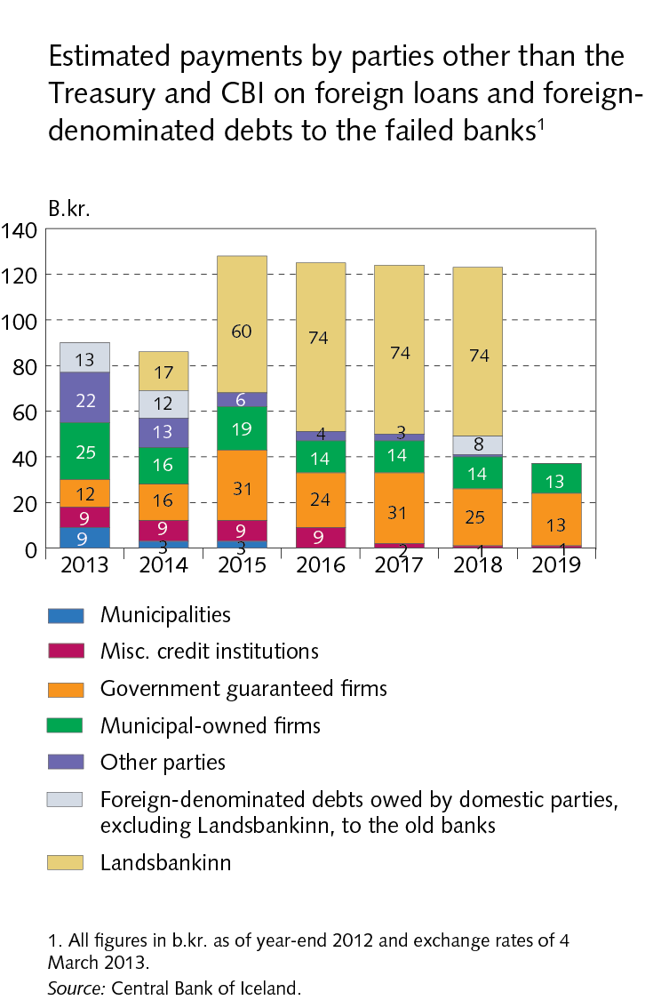 Estimated payments by parties other than the
Treasury and CBI on foreign loans and foreign-
denominated debts to the failed banks1
B.kr.
140
120
100
80
60
40
20
0
13
22
25
12
9
9
17
12
13
16
16
9
3
60
6
19
31
9
3
74
4
14
24
9
74
3
14
31
2
74
8
14
25
1
13
13
1
2013 2014 2015 2016 2017 2018 2019
Municipalities
Misc. credit institutions
Government guaranteed firms
Municipal-owned firms
Other parties
Foreign-denominated debts owed by domestic parties,
excluding Landsbankinn, to the old banks
Landsbankinn
1. All figures in b.kr. as of year-end 2012 and exchange rates of 4
March 2013.
Source: Central Bank of Iceland.